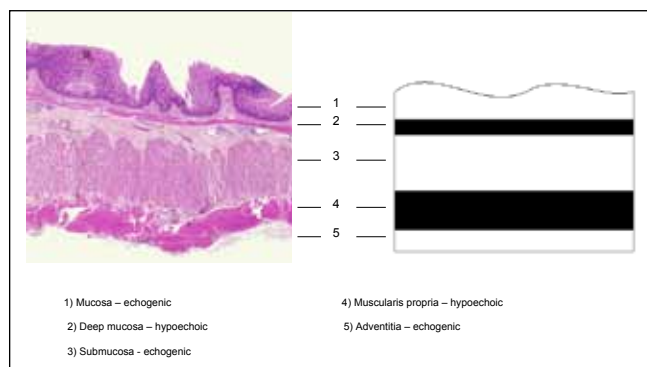 1
2
3
4
5
1) Mucosa – echogenic
2) Deep mucosa – hypoechoic
3) Submucosa - echogenic
4) Muscularis propria – hypoechoic
5) Adventitia – echogenic